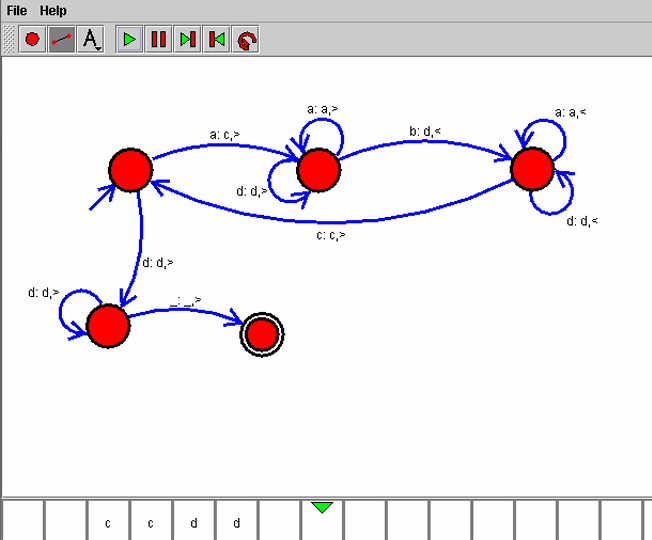 File Help
A
a: a,>
a: a,<
a: c,>
b: d,<
d: d,>
d: d,<
c: c,>
d: d,>
d: d,>
_: _,>
c c d d